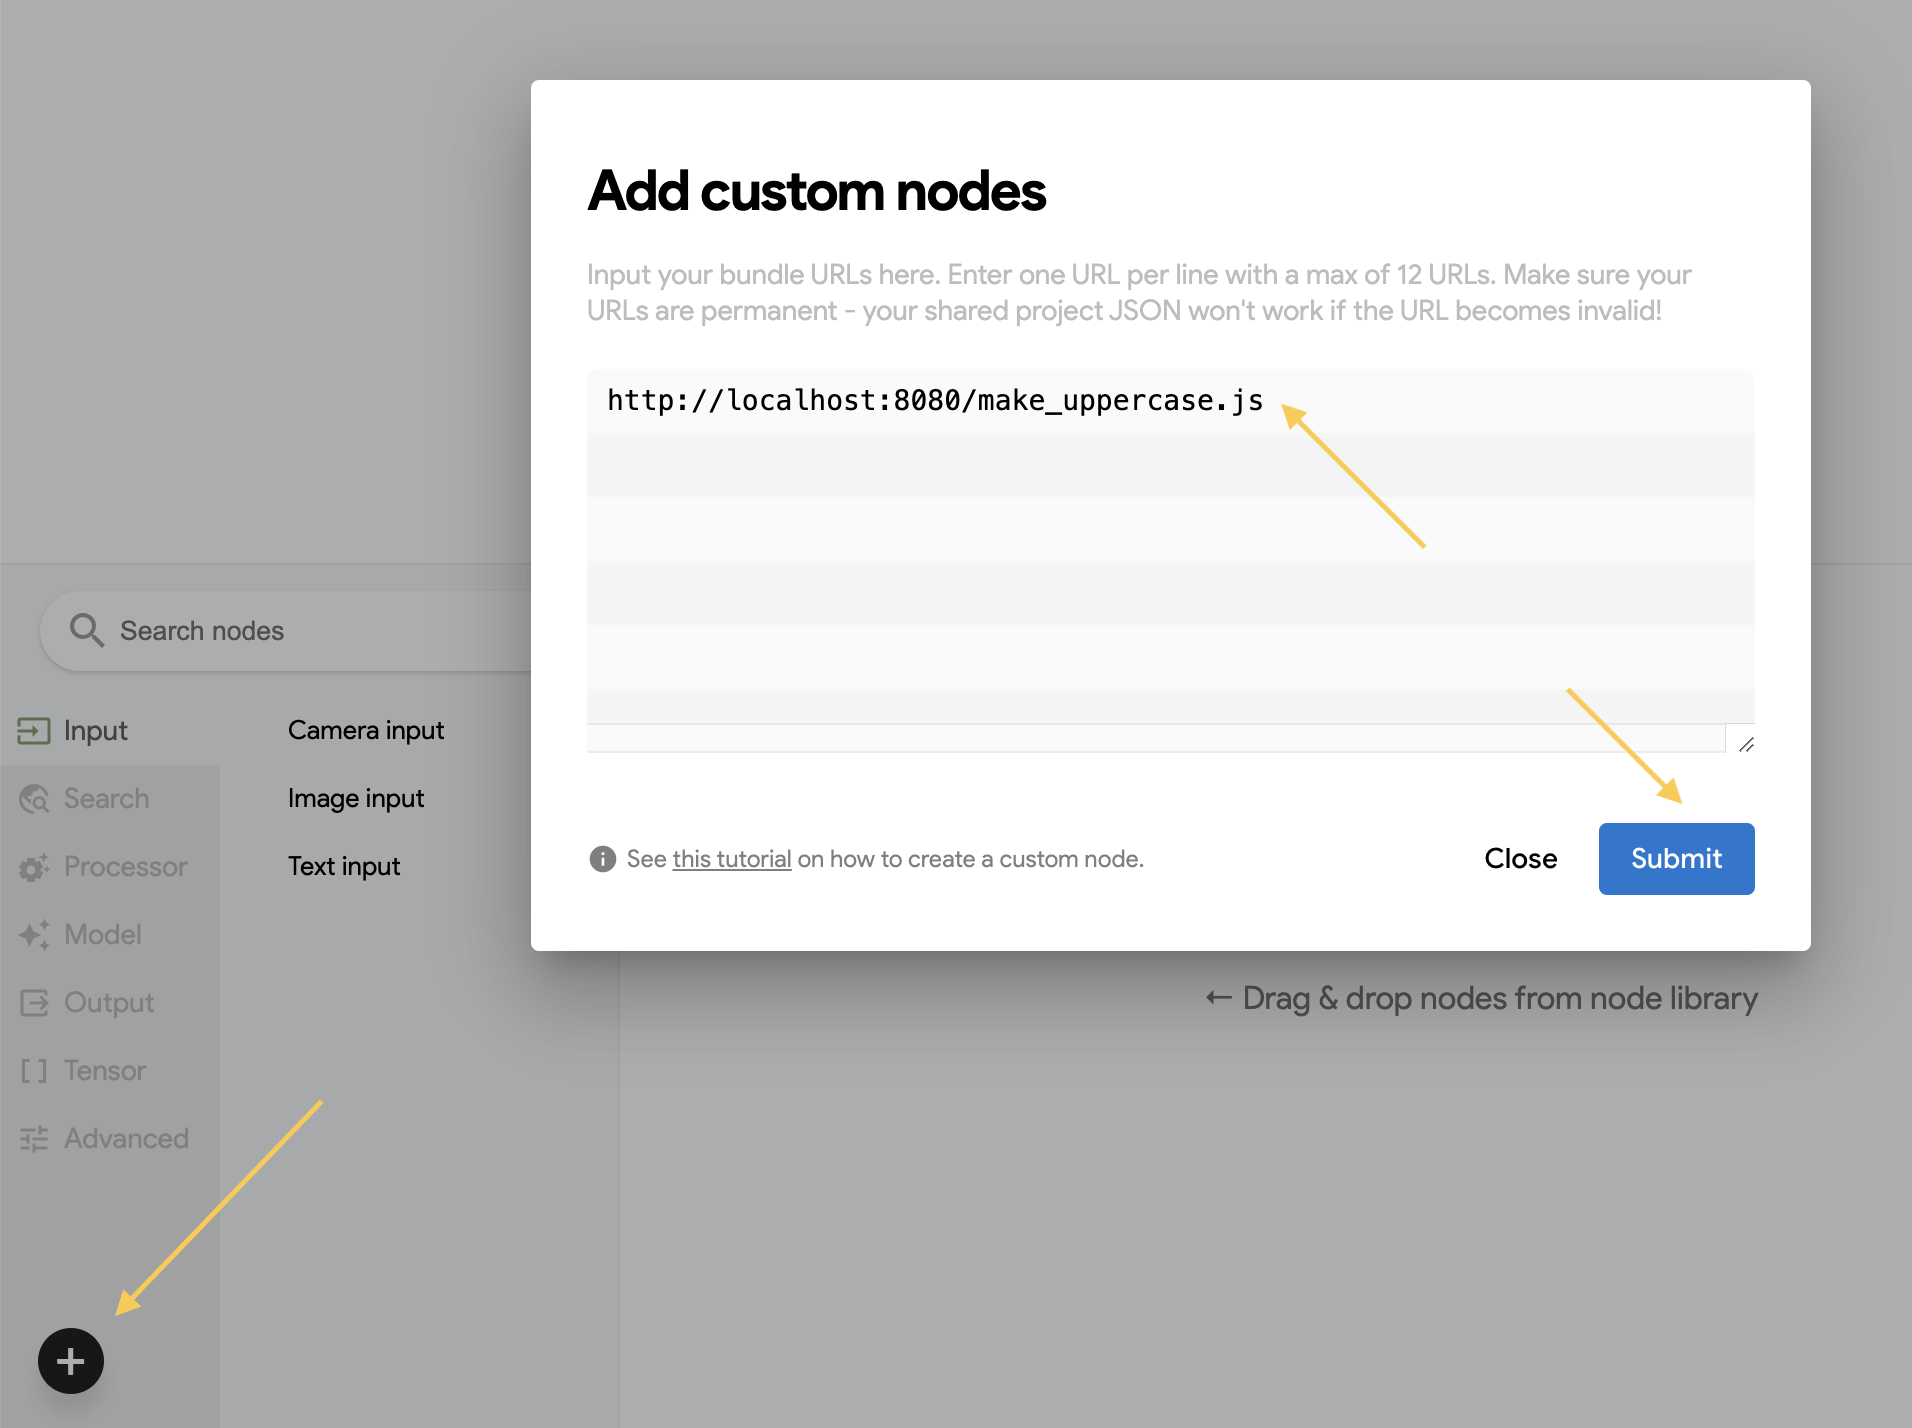 Add custom nodes
Input your bundle URLs here. Enter one URL per line with a max of 12 URLs. Make sure your
URLs are permanent - your shared project JSON won't work if the URL becomes invalid!
http://localhost:8080/make_uppercase.js
See this tutorial on how to create a custom node.
Close
Submit
Search nodes
Input
Search
Processor
Model
Output
Tensor
Advanced
Camera input
Image input
Text input
← Drag & drop nodes from node library